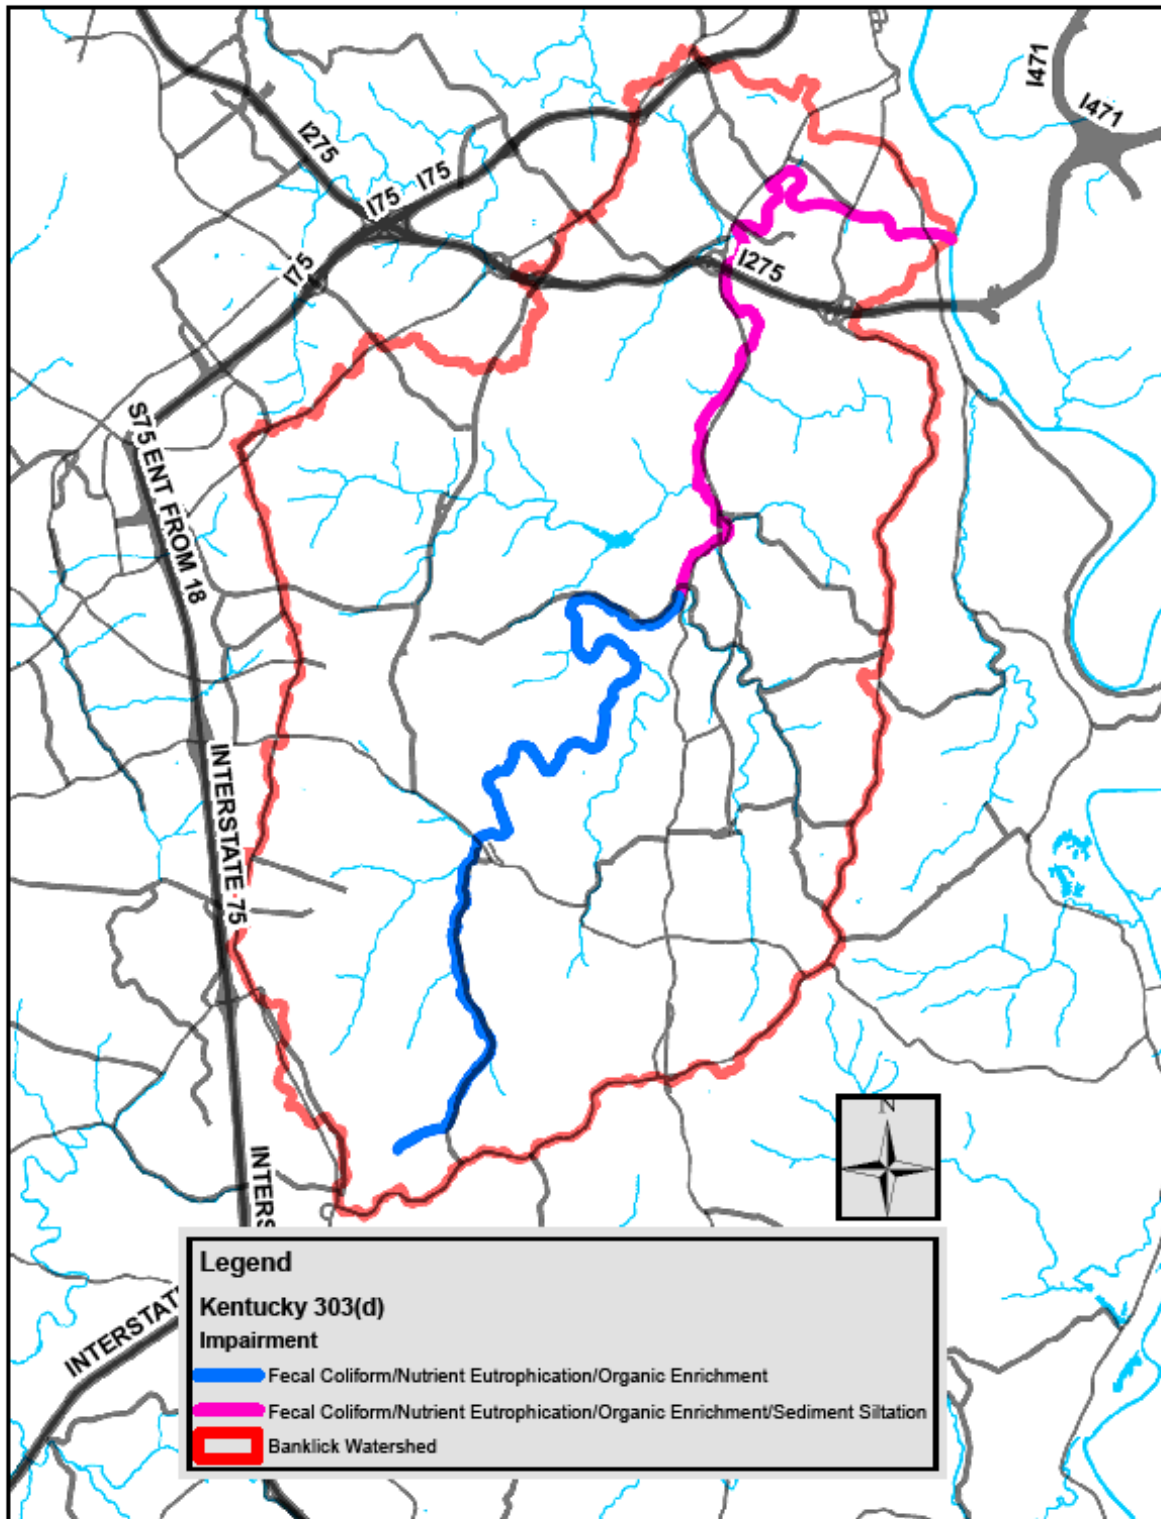 I471
I471
I275
I75
I75
I75
I275
S75 ENT FROM 18
INTERSTATE 75
N
INTERS
INTERSTAT
Legend
Kentucky 303(d)
Impairment
Fecal Coliform/Nutrient Eutrophication/Organic Enrichment
Fecal Coliform/Nutrient Eutrophication/Organic Enrichment/Sediment Siltation
Banklick Watershed